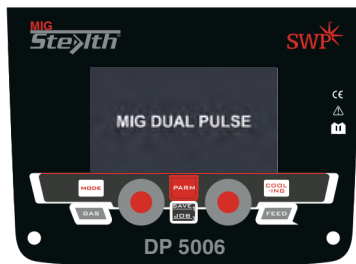 MIG
Stealth
SWP
MIG DUAL PULSE
CE
MODE
PARM
COOL
-ING
GAS
SAVE
JOB
FEED
DP 5006